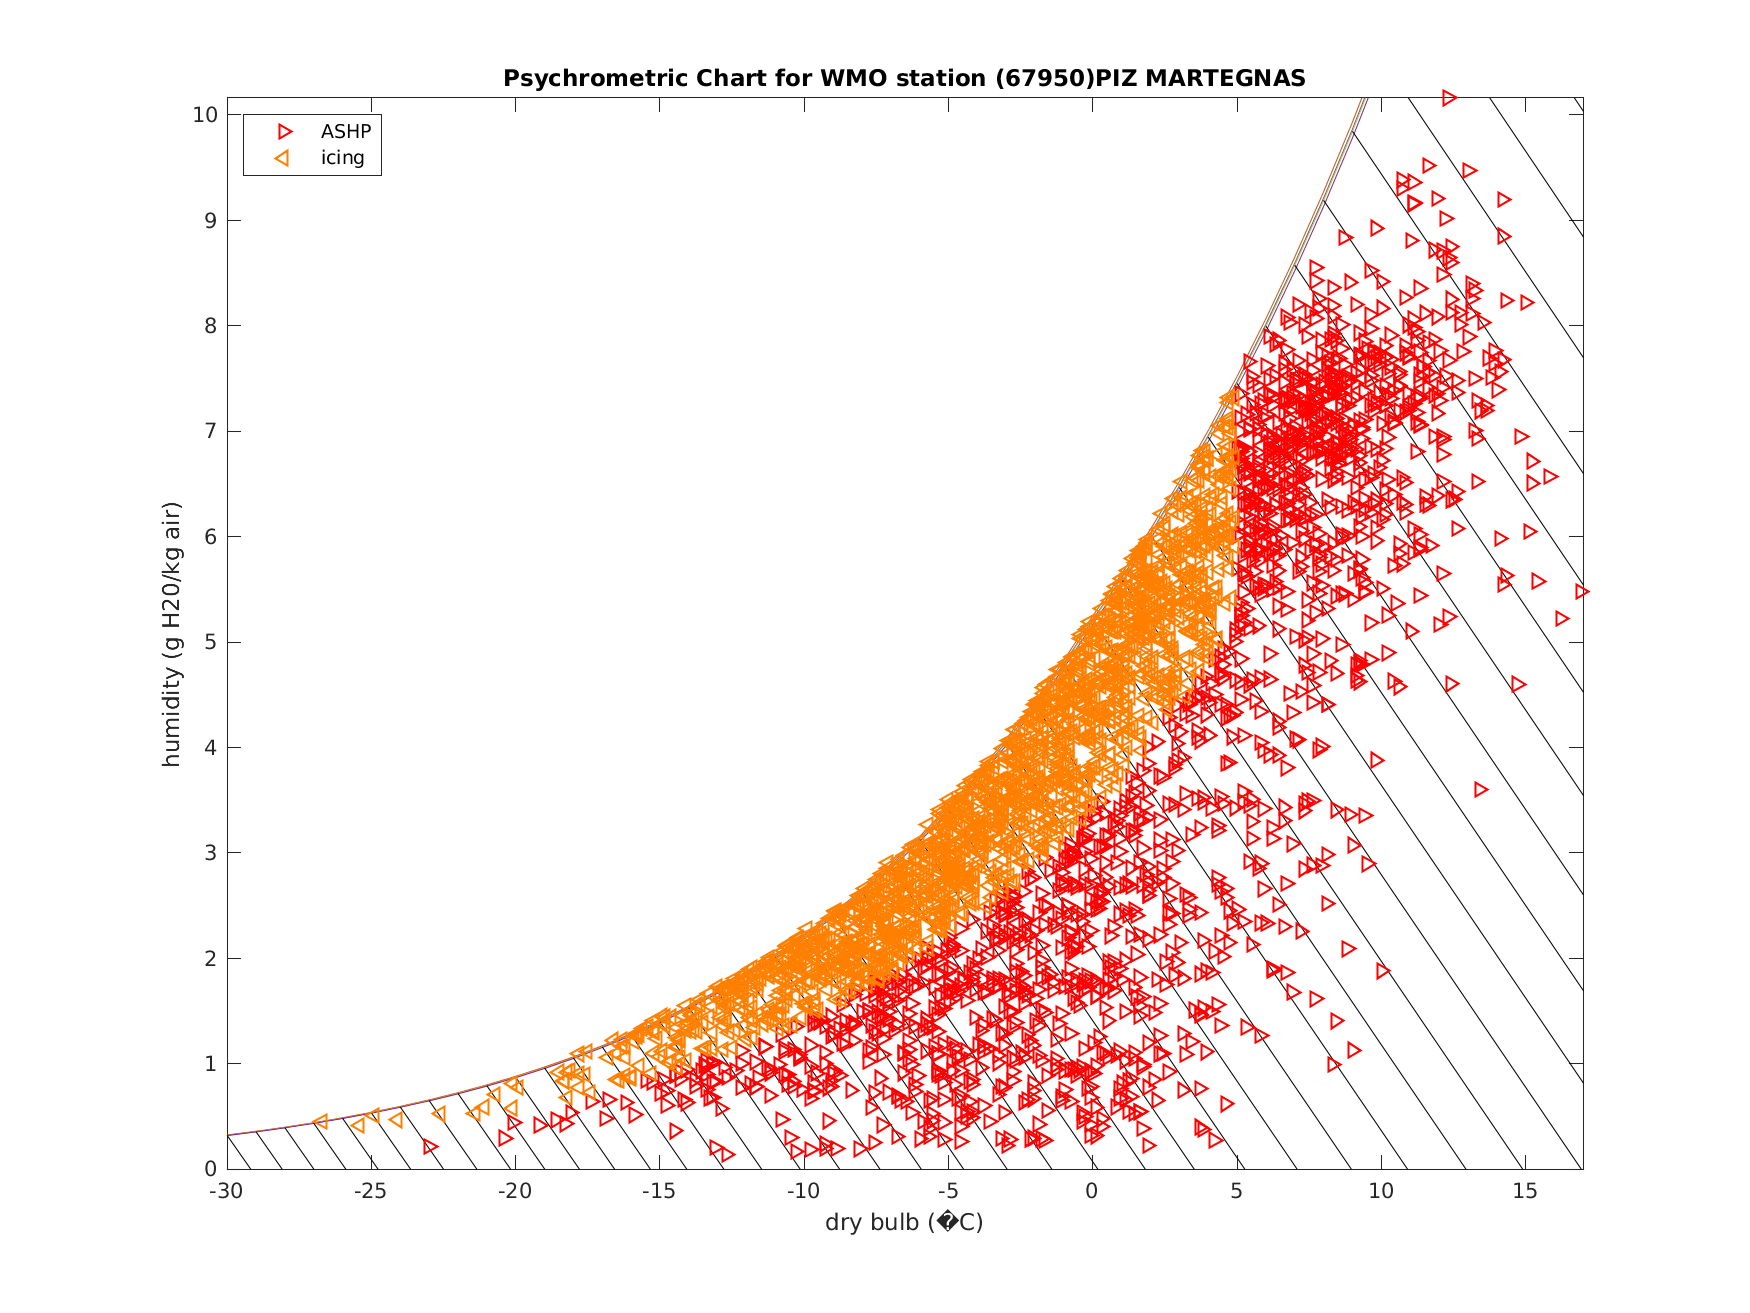 Psychrometric Chart for WMO station (67950)PIZ MARTEGNAS
ASHP
icing
humidity (g H20/kg air)
10
9
8
7
6
5
4
3
2
1
0
-30 -25 -20 -15 -10 -5 0 5 10 15
dry bulb (�C)